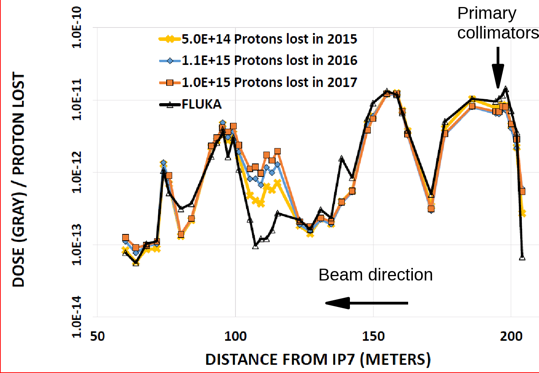 Primary
collimators
5.0E+14 Protons lost in 2015
1.1E+15 Protons lost in 2016
1.0E+15 Protons lost in 2017
FLUKA
DOSE (GRAY) / PROTON LOST
1.0E-10
1.0E-11
1.0E-12
1.0E-13
1.0E-14
Beam direction
50 100 150 200
DISTANCE FROM IP7 (METERS)